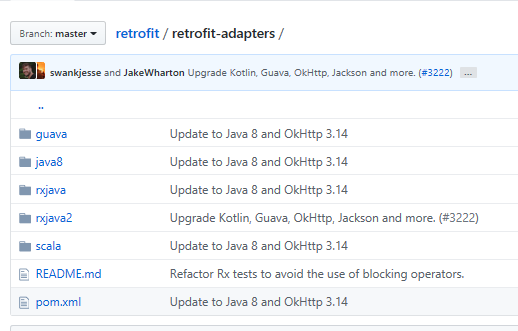 Branch: master retrofit / retrofit-adapters /
swankjesse and JakeWharton Upgrade Kotlin, Guava, OkHttp, Jackson and more. (#3222) ...
..
guava Update to Java 8 and OkHttp 3.14
java8 Update to Java 8 and OkHttp 3.14
rxjava Update to Java 8 and OkHttp 3.14
rxjava2 Upgrade Kotlin, Guava, OkHttp, Jackson and more. (#3222)
scala Update to Java 8 and OkHttp 3.14
README.md Refactor Rx tests to avoid the use of blocking operators.
pom.xml Update to Java 8 and OkHttp 3.14